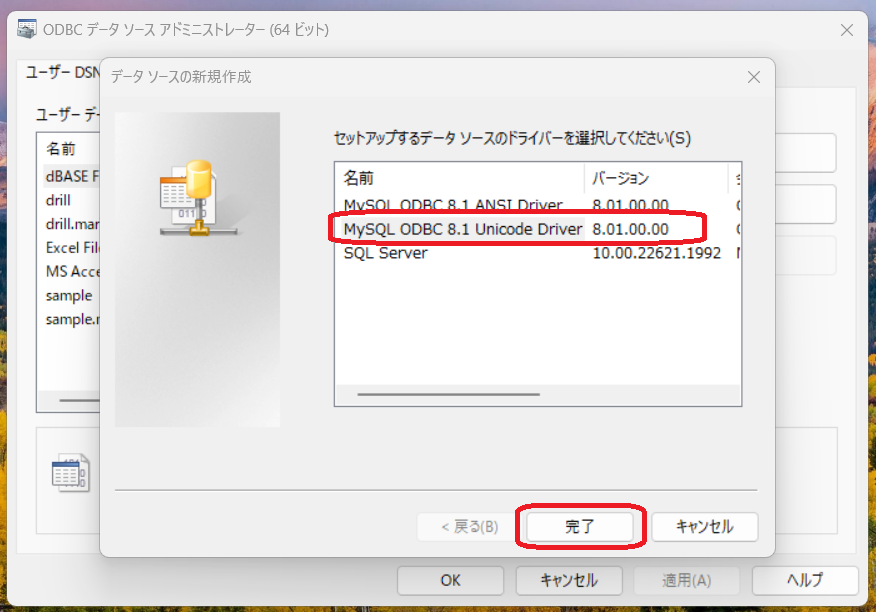 ODBC データ ソース アドミニストレーター (64 ビット)
ユーザー DSN
データ ソースの新規作成
ユーザー デー
名前
dBASE F
drill
drill.mar
Excel File
MS Acce
sample
sample.r
セットアップするデータ ソースのドライバーを選択してください(S)
名前 バージョン
MySQL ODBC 8.1 ANSI Driver 8.01.00.00
MySQL ODBC 8.1 Unicode Driver 8.01.00.00
SQL Server 10.00.22621.1992
< 戻る(B) 完了 キャンセル
OK キャンセル 適用(A) ヘルプ